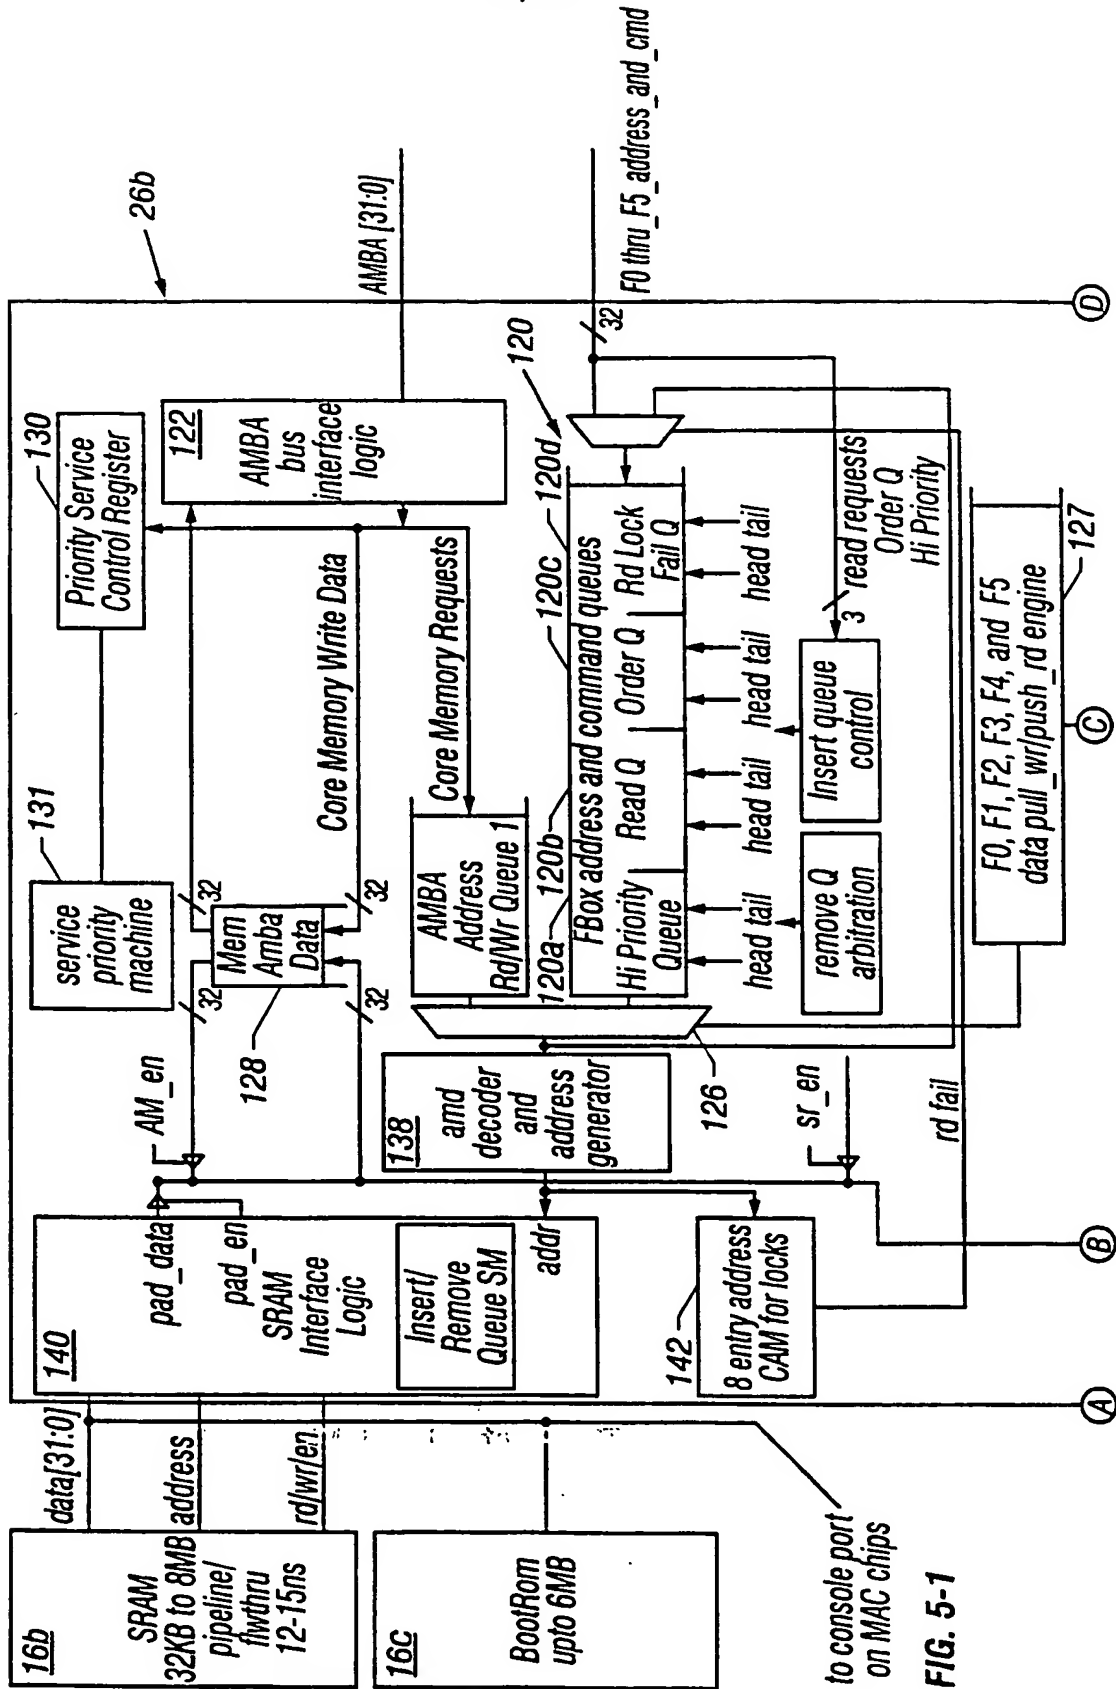 26b
130
Priority Service
Control Register
131
service
priority
machine
122
AMBA
bus
interface
logic
AMBA [31:0]
F0 thru_F5_address_and_cmd
32
120
Core Memory Write Data
Core Memory Requests
32
32
32
32
Mem
Amba
Data
128
AM_en
AMBA
Address
Rd/Wr Queue 1
120a
120b
120c
120d
FBox address and command queues
Hi Priority
Queue
Read Q
Order Q
Rd Lock
Fail Q
head tail
head tail
head tail
head tail
remove Q
arbitration
Insert queue
control
3
read requests
Order Q
Hi Priority
127
F0, F1, F2, F3, F4, and F5
data pull_wr/push_rd engine
126
138
amd
decoder
and
address
generator
sr_en
rd fail
140
pad_data
pad_en
SRAM
Interface
Logic
Insert/
Remove
Queue SM
addr
142
8 entry address
CAM for locks
data[31:0]
address
rd/wr/en
16b
SRAM
32KB to 8MB
pipeline/
flwthru
12-15ns
16c
BootRom
upto 6MB
to console port
on MAC chips
A
B
C
D
FIG. 5-1